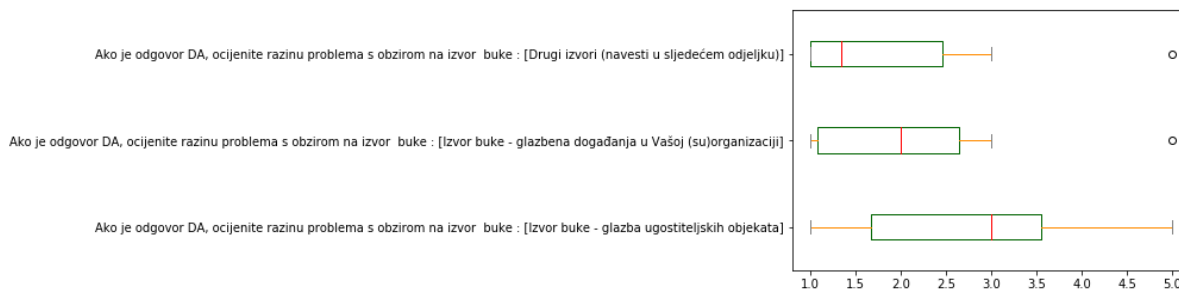 Ako je odgovor DA, ocijenite razinu problema s obzirom na izvor  buke : [Drugi izvori (navesti u sljedećem odjeljku)]
Ako je odgovor DA, ocijenite razinu problema s obzirom na izvor  buke : [Izvor buke - glazbena događanja u Vašoj (su)organizaciji]
Ako je odgovor DA, ocijenite razinu problema s obzirom na izvor  buke : [Izvor buke - glazba ugostiteljskih objekata]
1.0 1.5 2.0 2.5 3.0 3.5 4.0 4.5 5.0